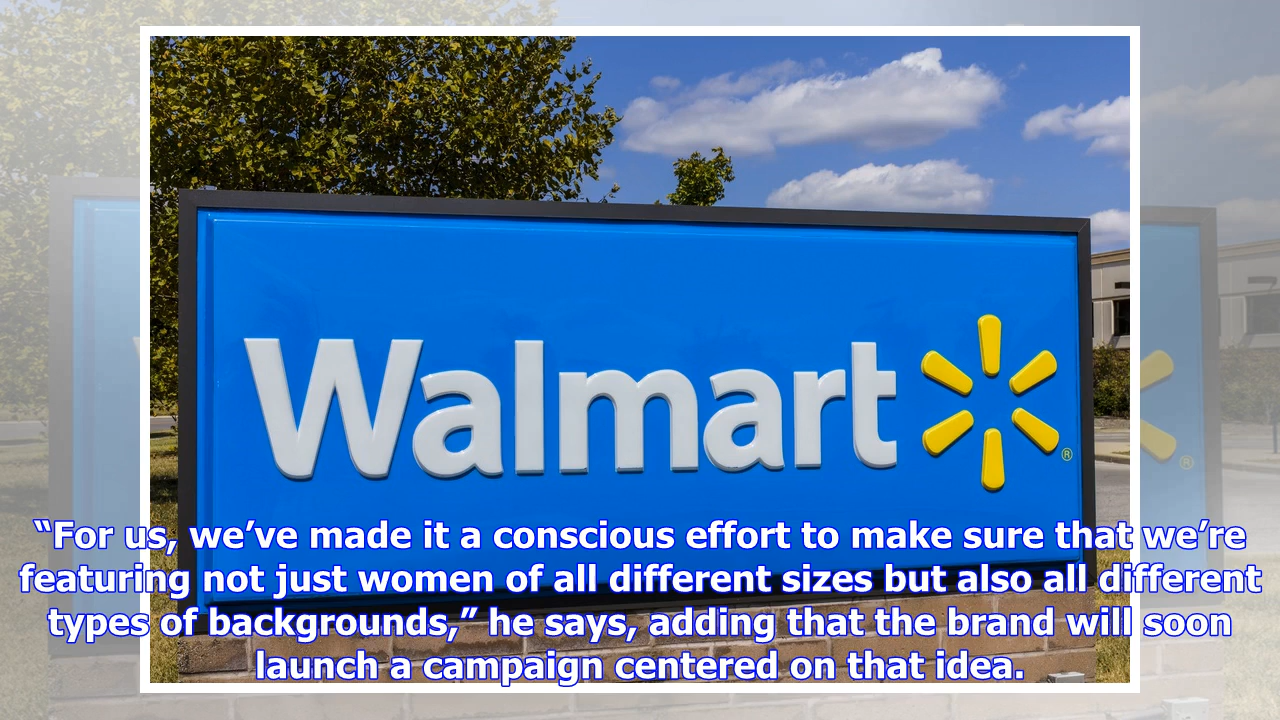 Walmart
®
“For us, we’ve made it a conscious effort to make sure that we’re
featuring not just women of all different sizes but also all different
types of backgrounds,” he says, adding that the brand will soon
launch a campaign centered on that idea.